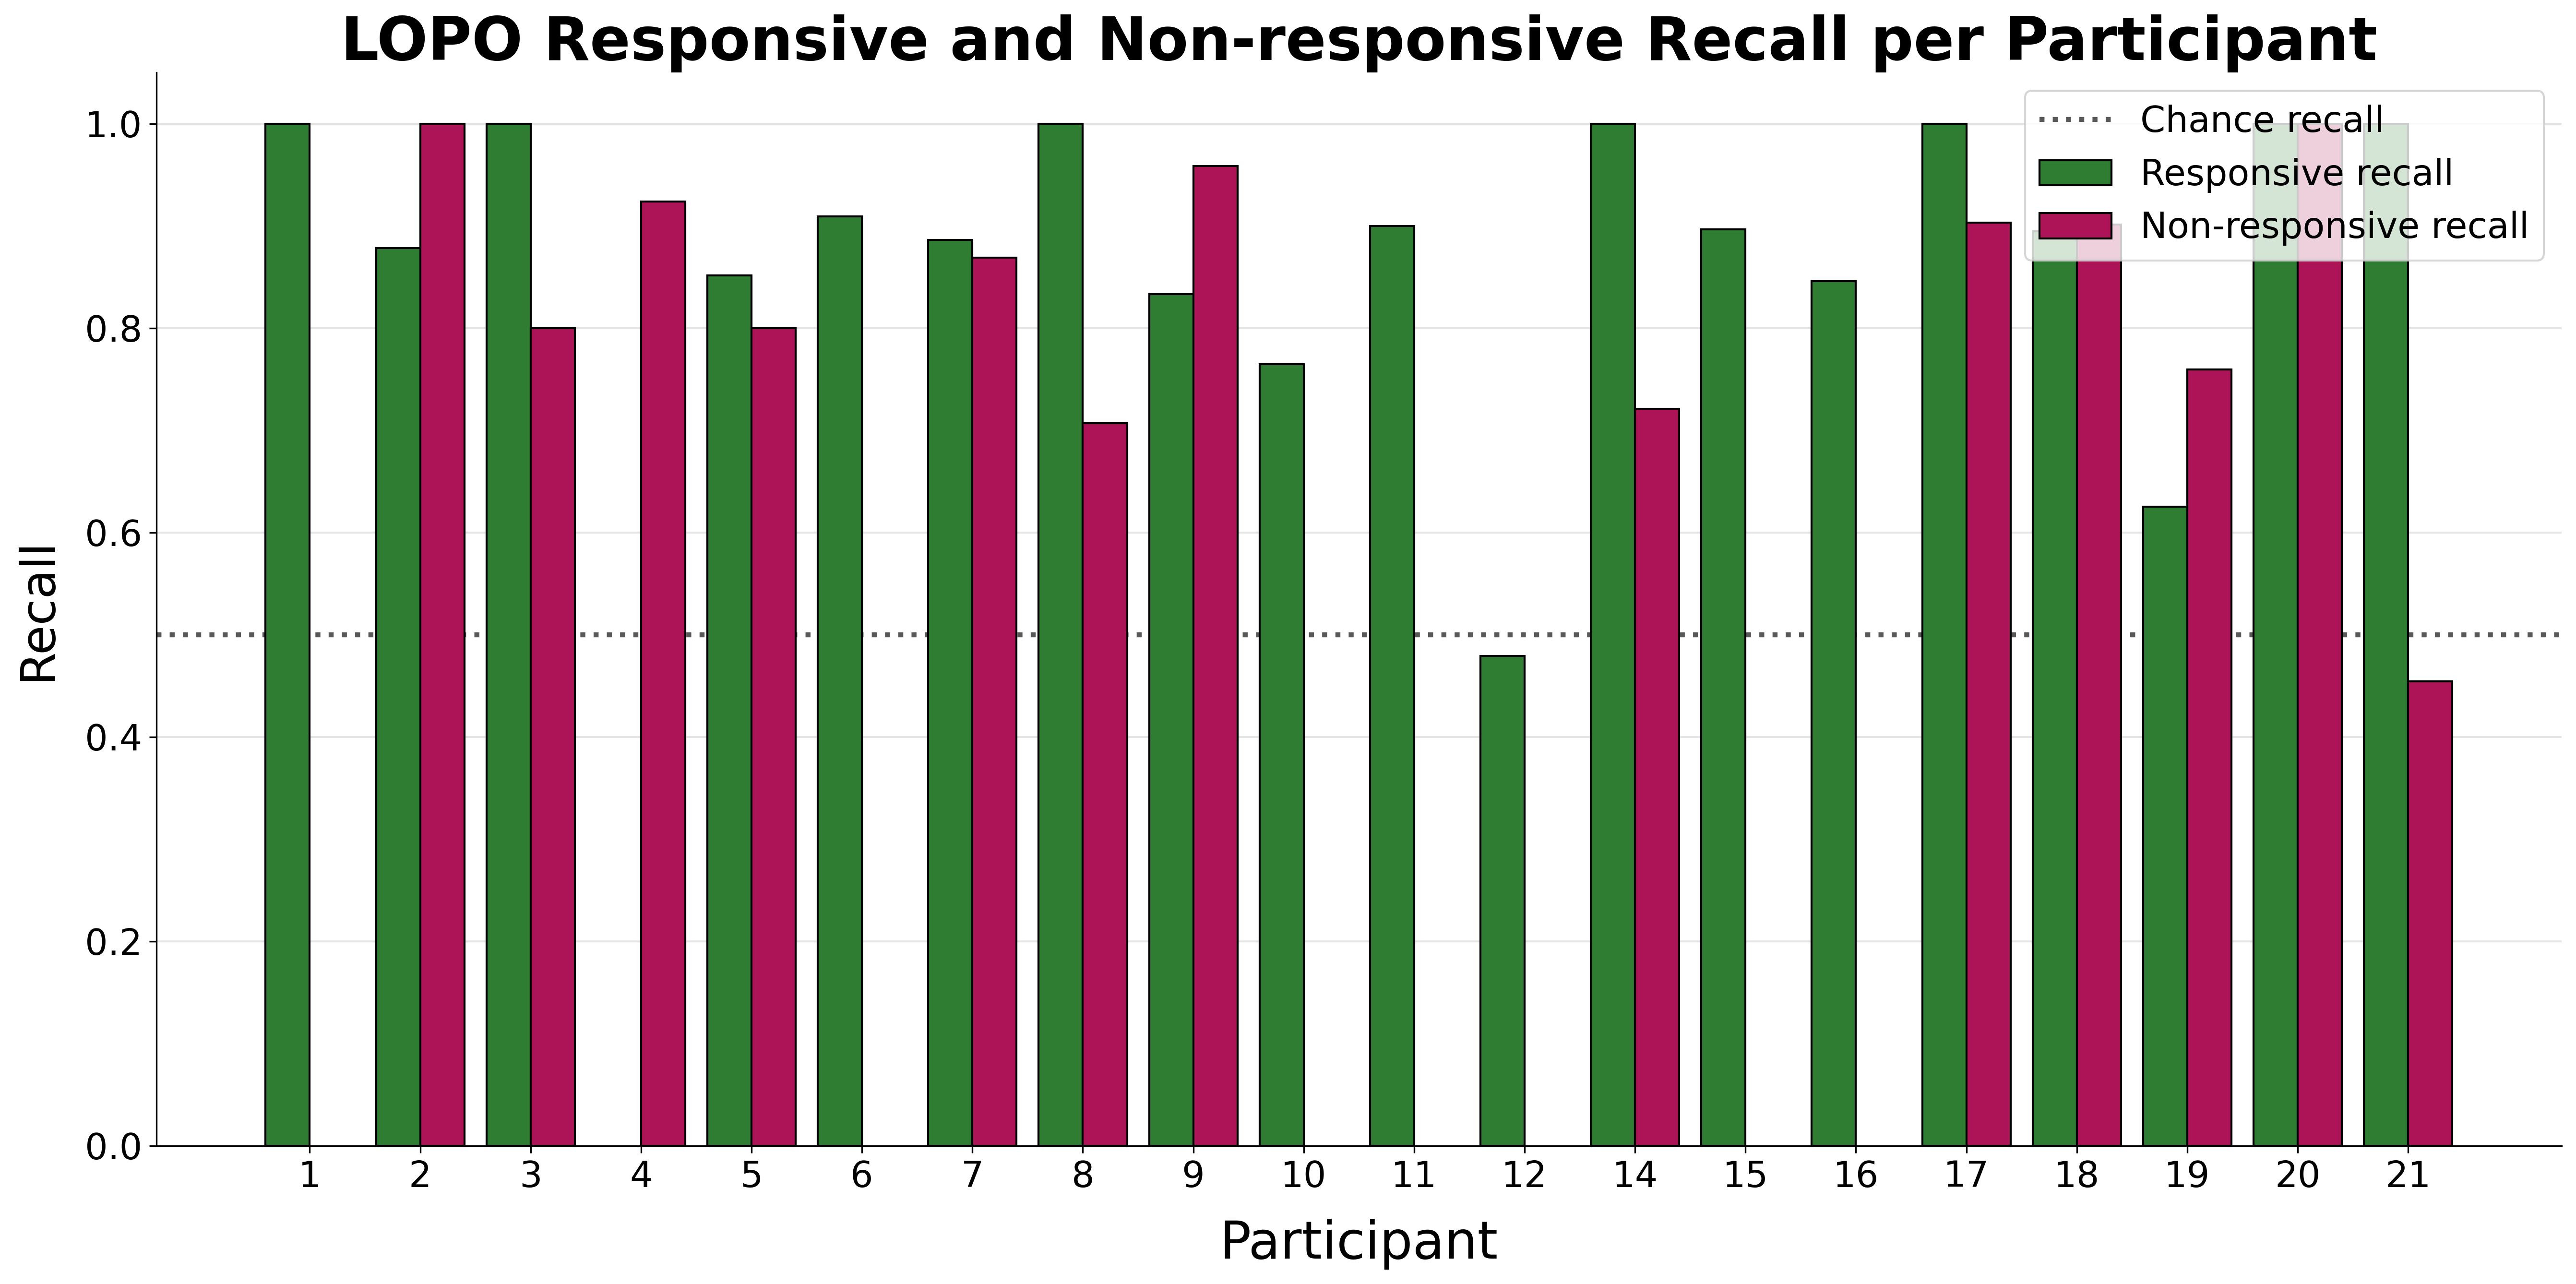 LOPO Responsive and Non-responsive Recall per Participant
Chance recall
Responsive recall
Non-responsive recall
1.0
0.8
0.6
0.4
0.2
0.0
Recall
1 2 3 4 5 6 7 8 9 10 11 12 14 15 16 17 18 19 20 21
Participant